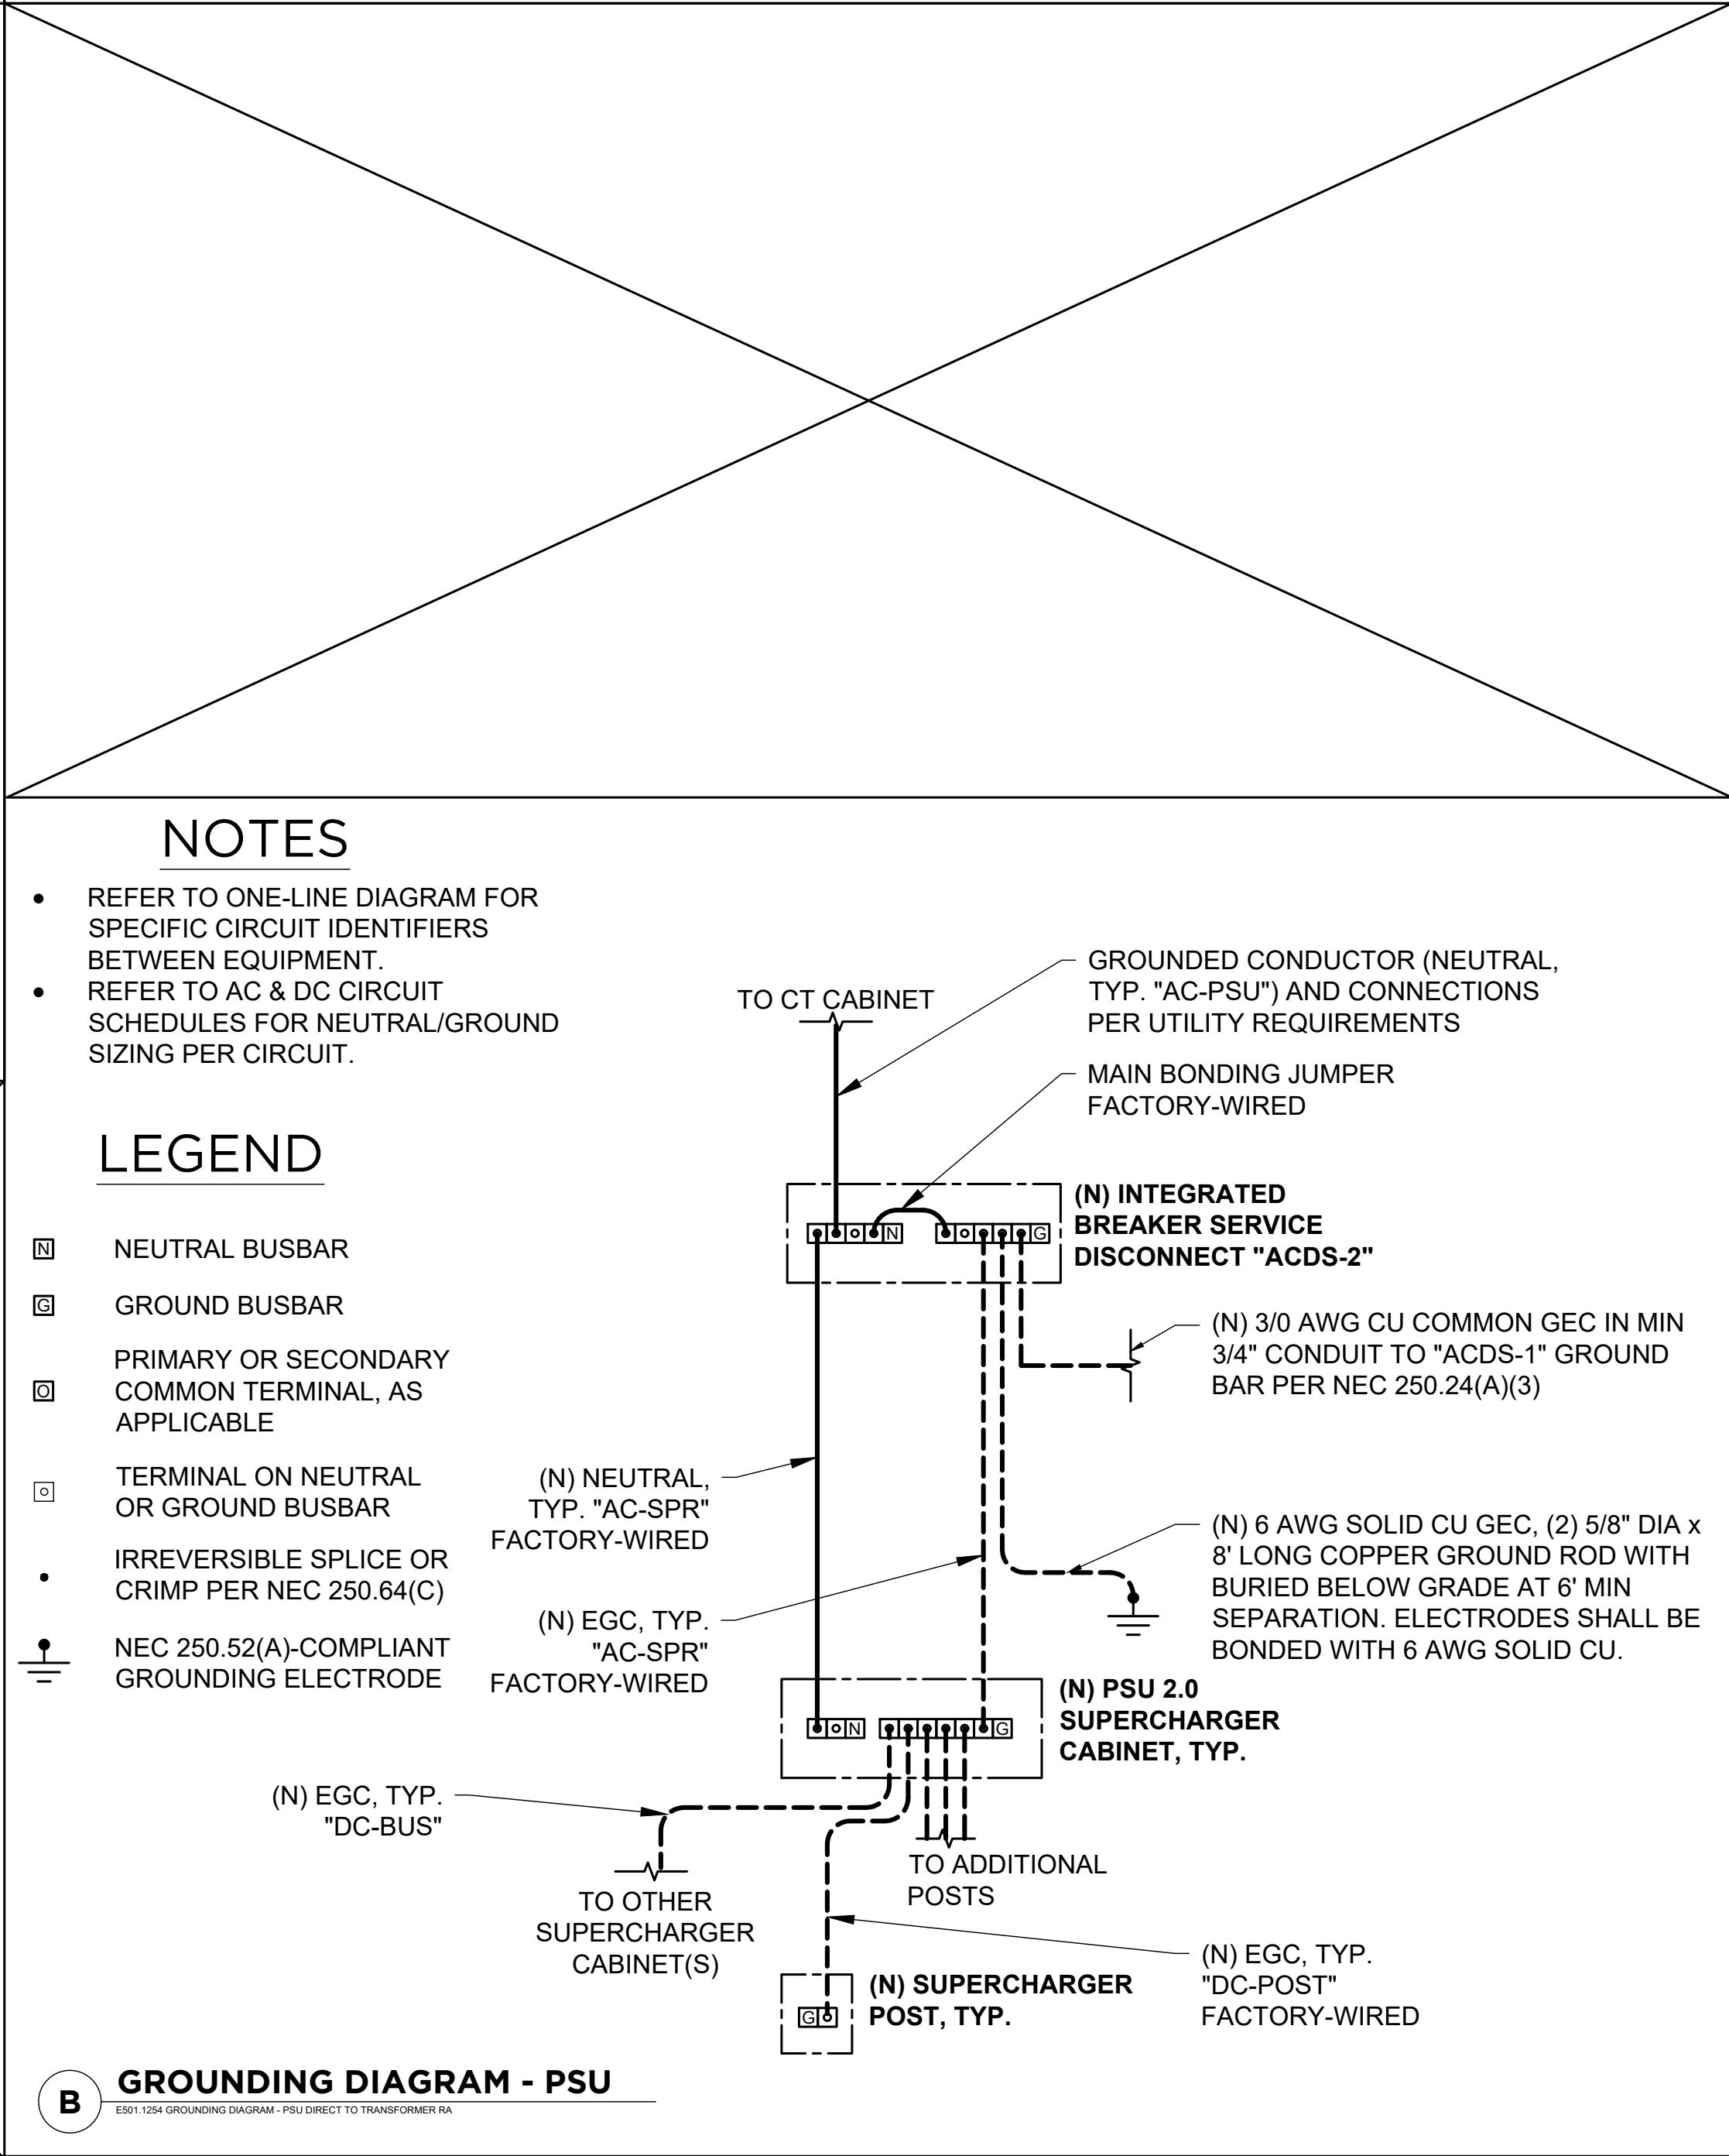 NOTES
• REFER TO ONE-LINE DIAGRAM FOR
SPECIFIC CIRCUIT IDENTIFIERS
BETWEEN EQUIPMENT.
• REFER TO AC & DC CIRCUIT
SCHEDULES FOR NEUTRAL/GROUND
SIZING PER CIRCUIT.
LEGEND
N NEUTRAL BUSBAR
G GROUND BUSBAR
PRIMARY OR SECONDARY
O COMMON TERMINAL, AS
APPLICABLE
TERMINAL ON NEUTRAL
OR GROUND BUSBAR
IRREVERSIBLE SPLICE OR
CRIMP PER NEC 250.64(C)
NEC 250.52(A)-COMPLIANT
GROUNDING ELECTRODE
TO CT CABINET
GROUNDED CONDUCTOR (NEUTRAL,
TYP. "AC-PSU") AND CONNECTIONS
PER UTILITY REQUIREMENTS
MAIN BONDING JUMPER
FACTORY-WIRED
(N) INTEGRATED
BREAKER SERVICE
DISCONNECT "ACDS-2"
N
G
(N) 3/0 AWG CU COMMON GEC IN MIN
3/4" CONDUIT TO "ACDS-1" GROUND
BAR PER NEC 250.24(A)(3)
(N) NEUTRAL,
TYP. "AC-SPR"
FACTORY-WIRED
(N) 6 AWG SOLID CU GEC, (2) 5/8" DIA x
8' LONG COPPER GROUND ROD WITH
BURIED BELOW GRADE AT 6' MIN
SEPARATION. ELECTRODES SHALL BE
BONDED WITH 6 AWG SOLID CU.
(N) EGC, TYP.
"AC-SPR"
FACTORY-WIRED
(N) PSU 2.0
SUPERCHARGER
CABINET, TYP.
N
G
(N) EGC, TYP.
"DC-BUS"
TO OTHER
SUPERCHARGER
CABINET(S)
TO ADDITIONAL
POSTS
(N) EGC, TYP.
"DC-POST"
FACTORY-WIRED
(N) SUPERCHARGER
POST, TYP.
G
B
GROUNDING DIAGRAM - PSU
E501.1254 GROUNDING DIAGRAM - PSU DIRECT TO TRANSFORMER RA